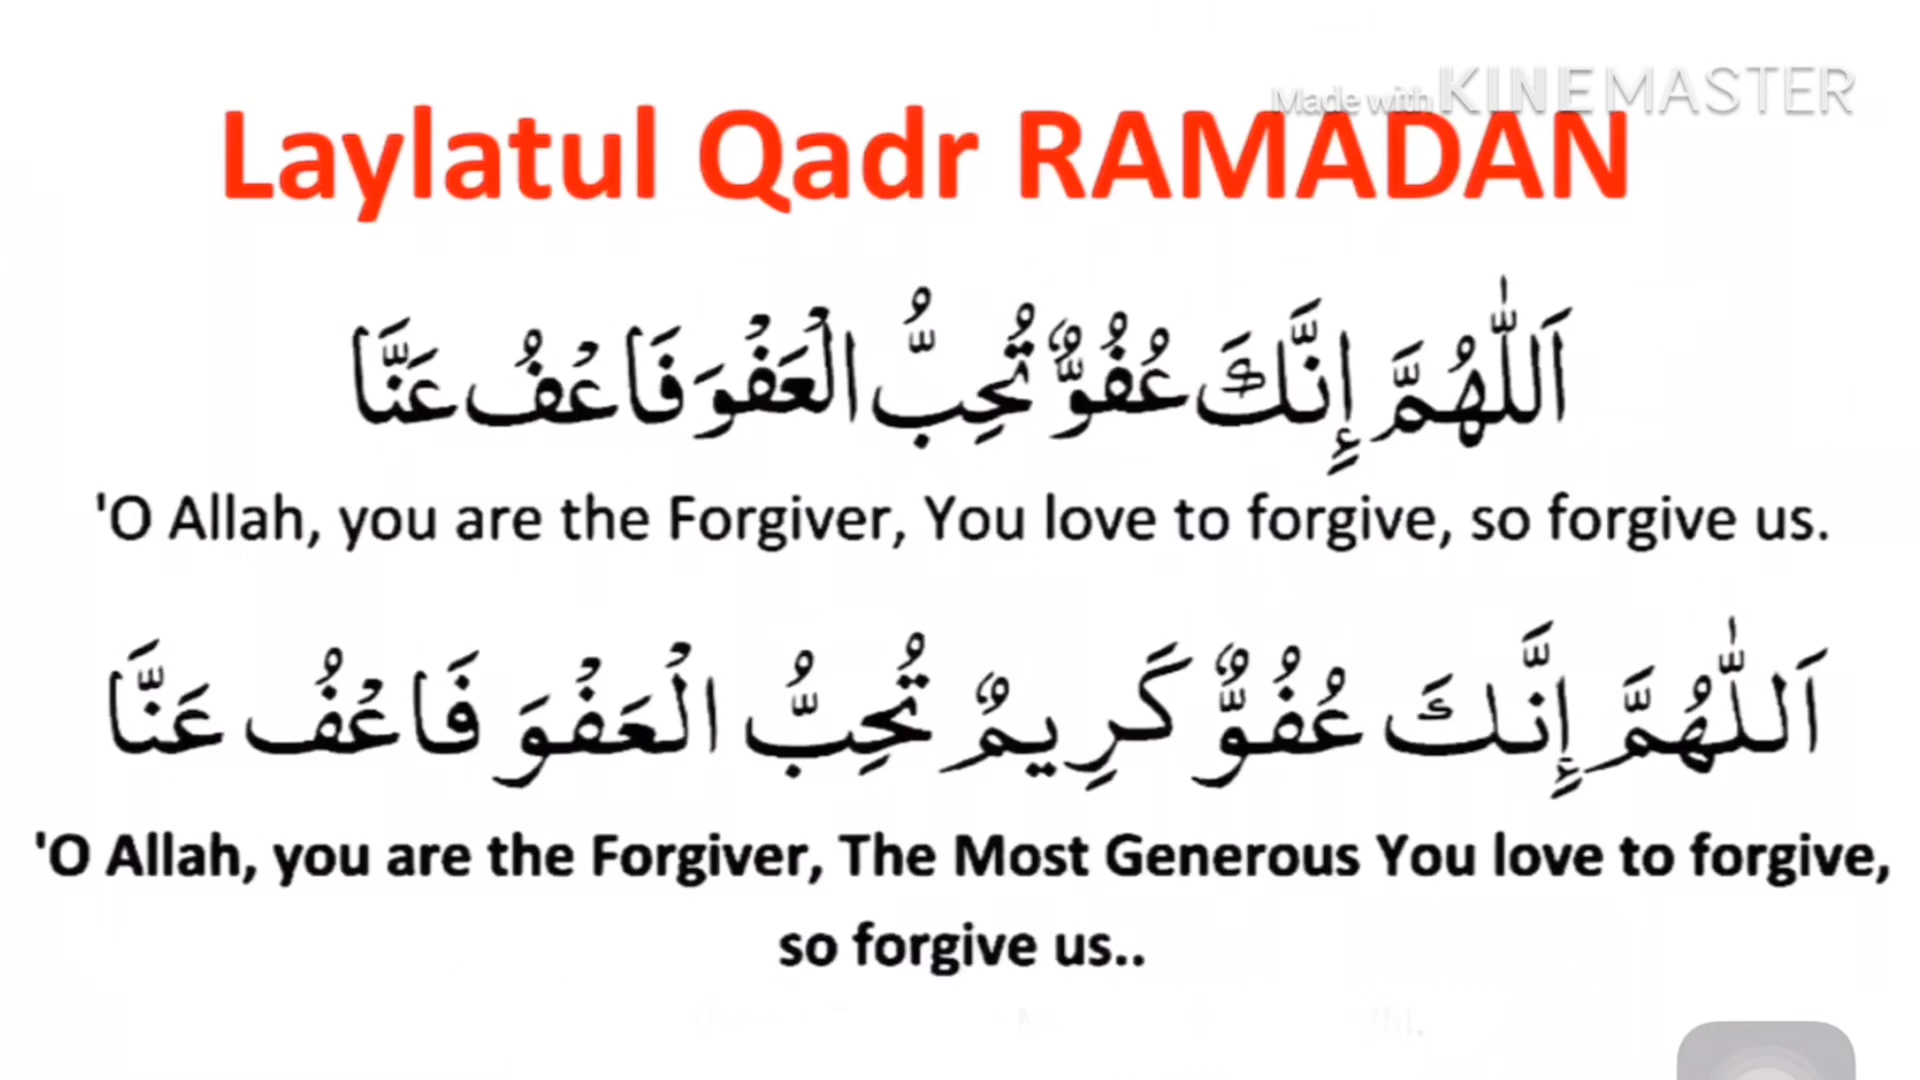 Made with KINEMASTER
Laylatul Qadr RAMADAN
اَللّٰهُمَّ إِنَّكَ عُفُوٌّ تُحِبُّ الْعَفْوَ فَاعْفُ عَنَّا
'O Allah, you are the Forgiver, You love to forgive, so forgive us.
اَللّٰهُمَّ إِنَّكَ عُفُوٌّ كَرِيمٌ تُحِبُّ الْعَفْوَ فَاعْفُ عَنَّا
'O Allah, you are the Forgiver, The Most Generous You love to forgive,
so forgive us..